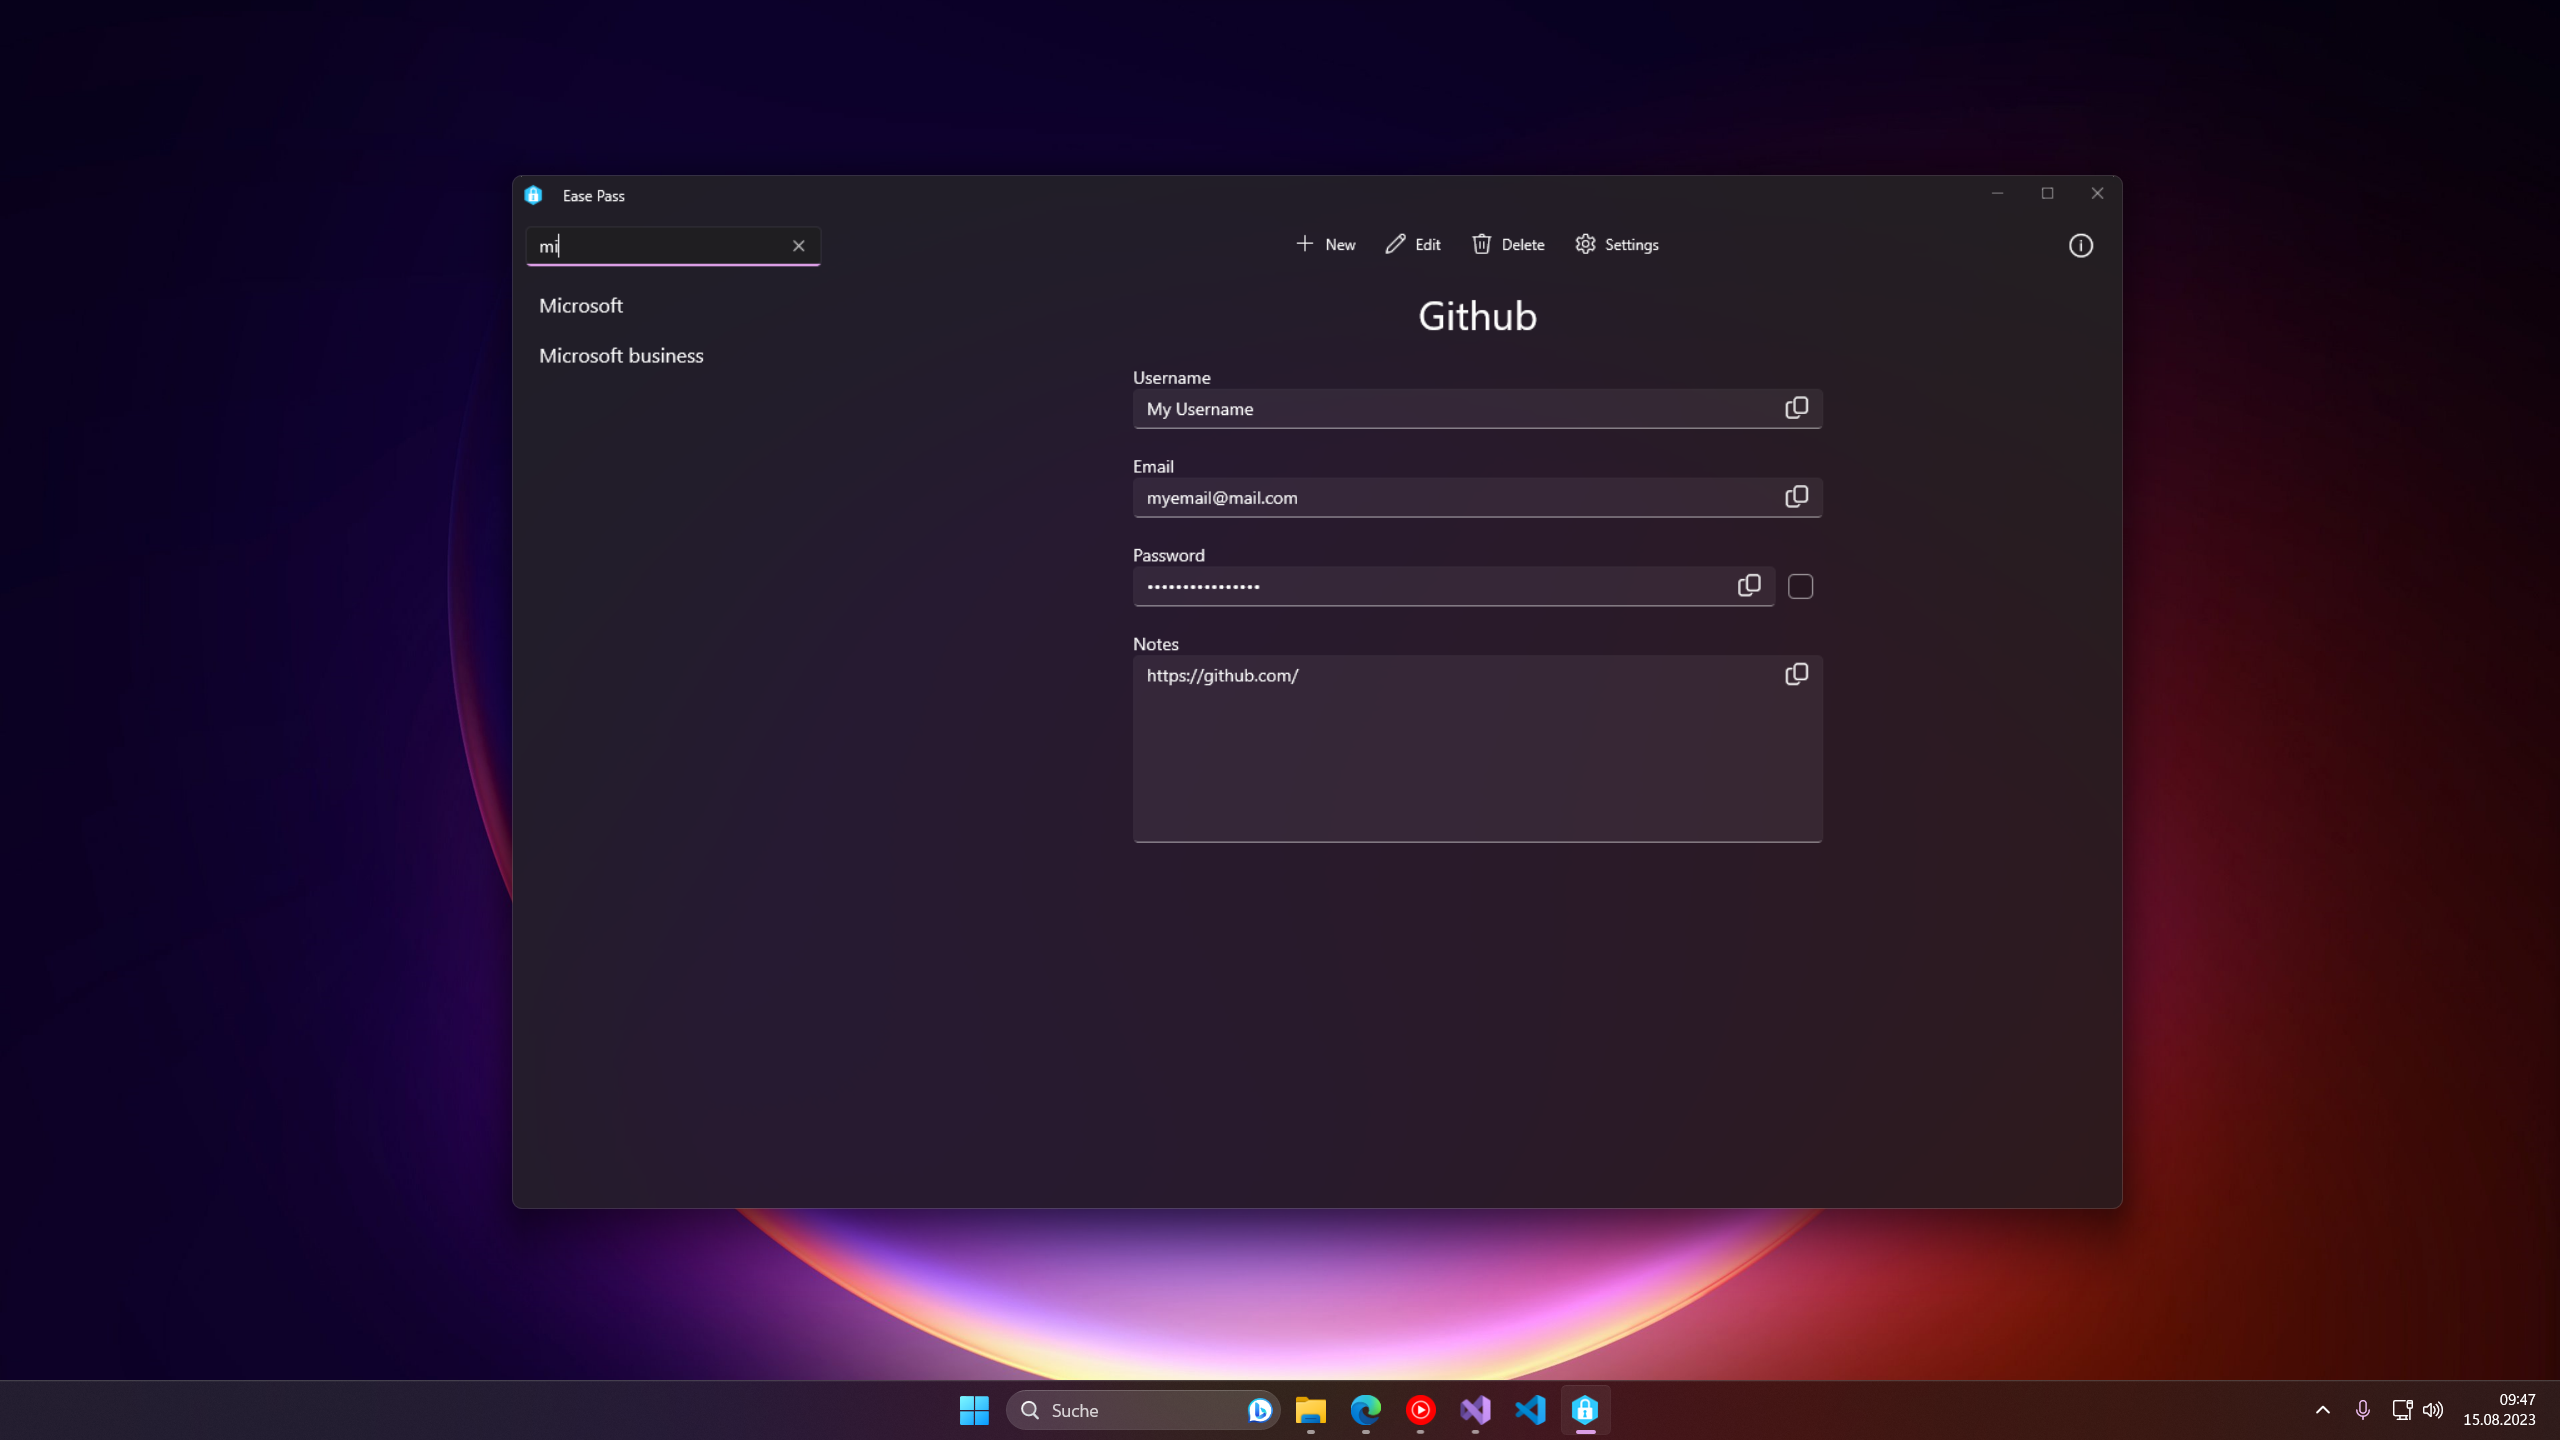 Ease Pass
mi
New Edit Delete Settings
Microsoft
Microsoft business
Github
Username
My Username
Email
myemail@mail.com
Password
••••••••••••••••
Notes
https://github.com/
Suche
09:47
15.08.2023